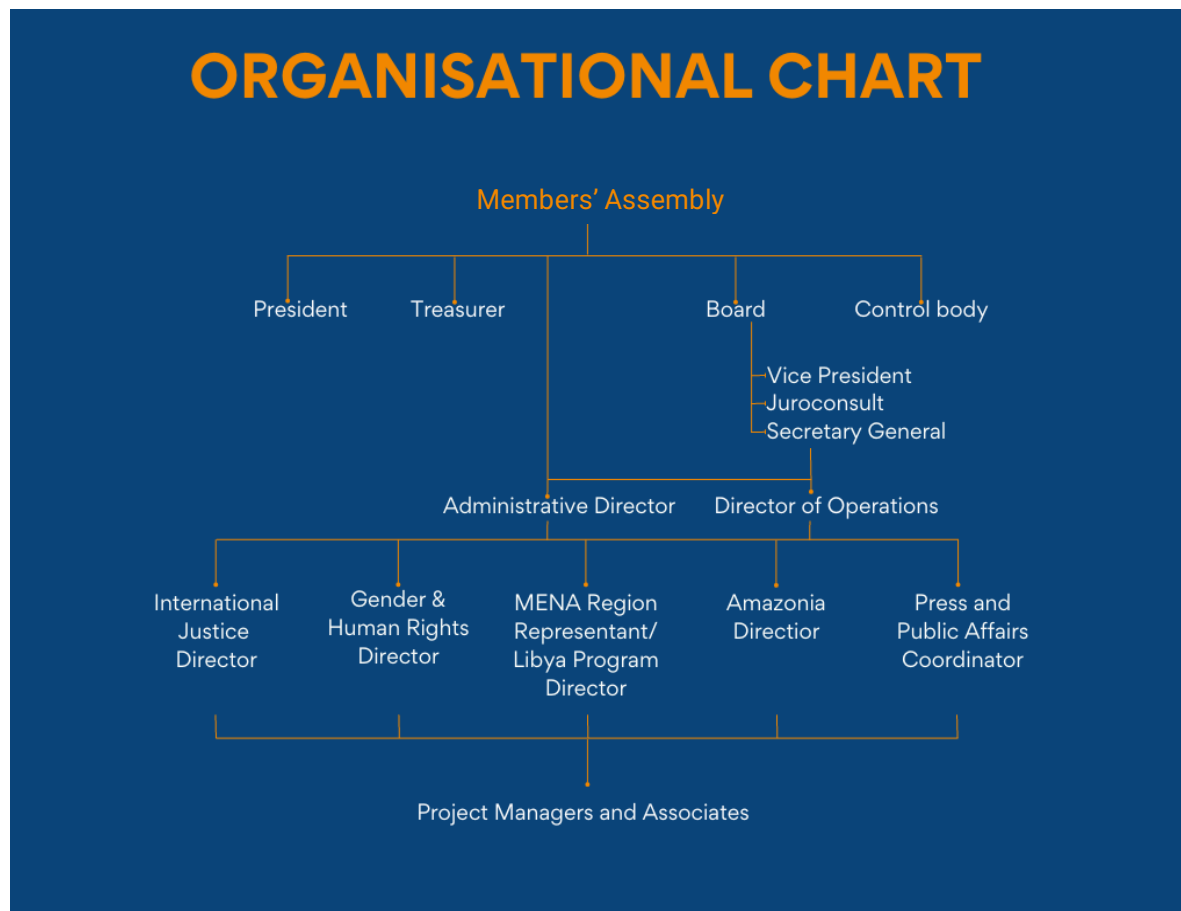 ORGANISATIONAL CHART
Members’ Assembly
President
Treasurer
Board
Control body
Vice President
Juroconsult
Secretary General
Administrative Director
Director of Operations
International
Justice
Director
Gender &
Human Rights
Director
MENA Region
Representant/
Libya Program
Director
Amazonia
Directior
Press and
Public Affairs
Coordinator
Project Managers and Associates